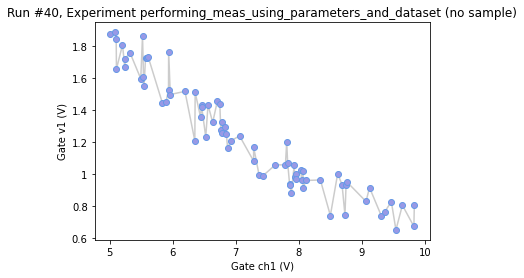 Run #40, Experiment performing_meas_using_parameters_and_dataset (no sample)
1.8
1.6
1.4
1.2
1
0.8
0.6
Gate v1 (V)
5 6 7 8 9 10
Gate ch1 (V)